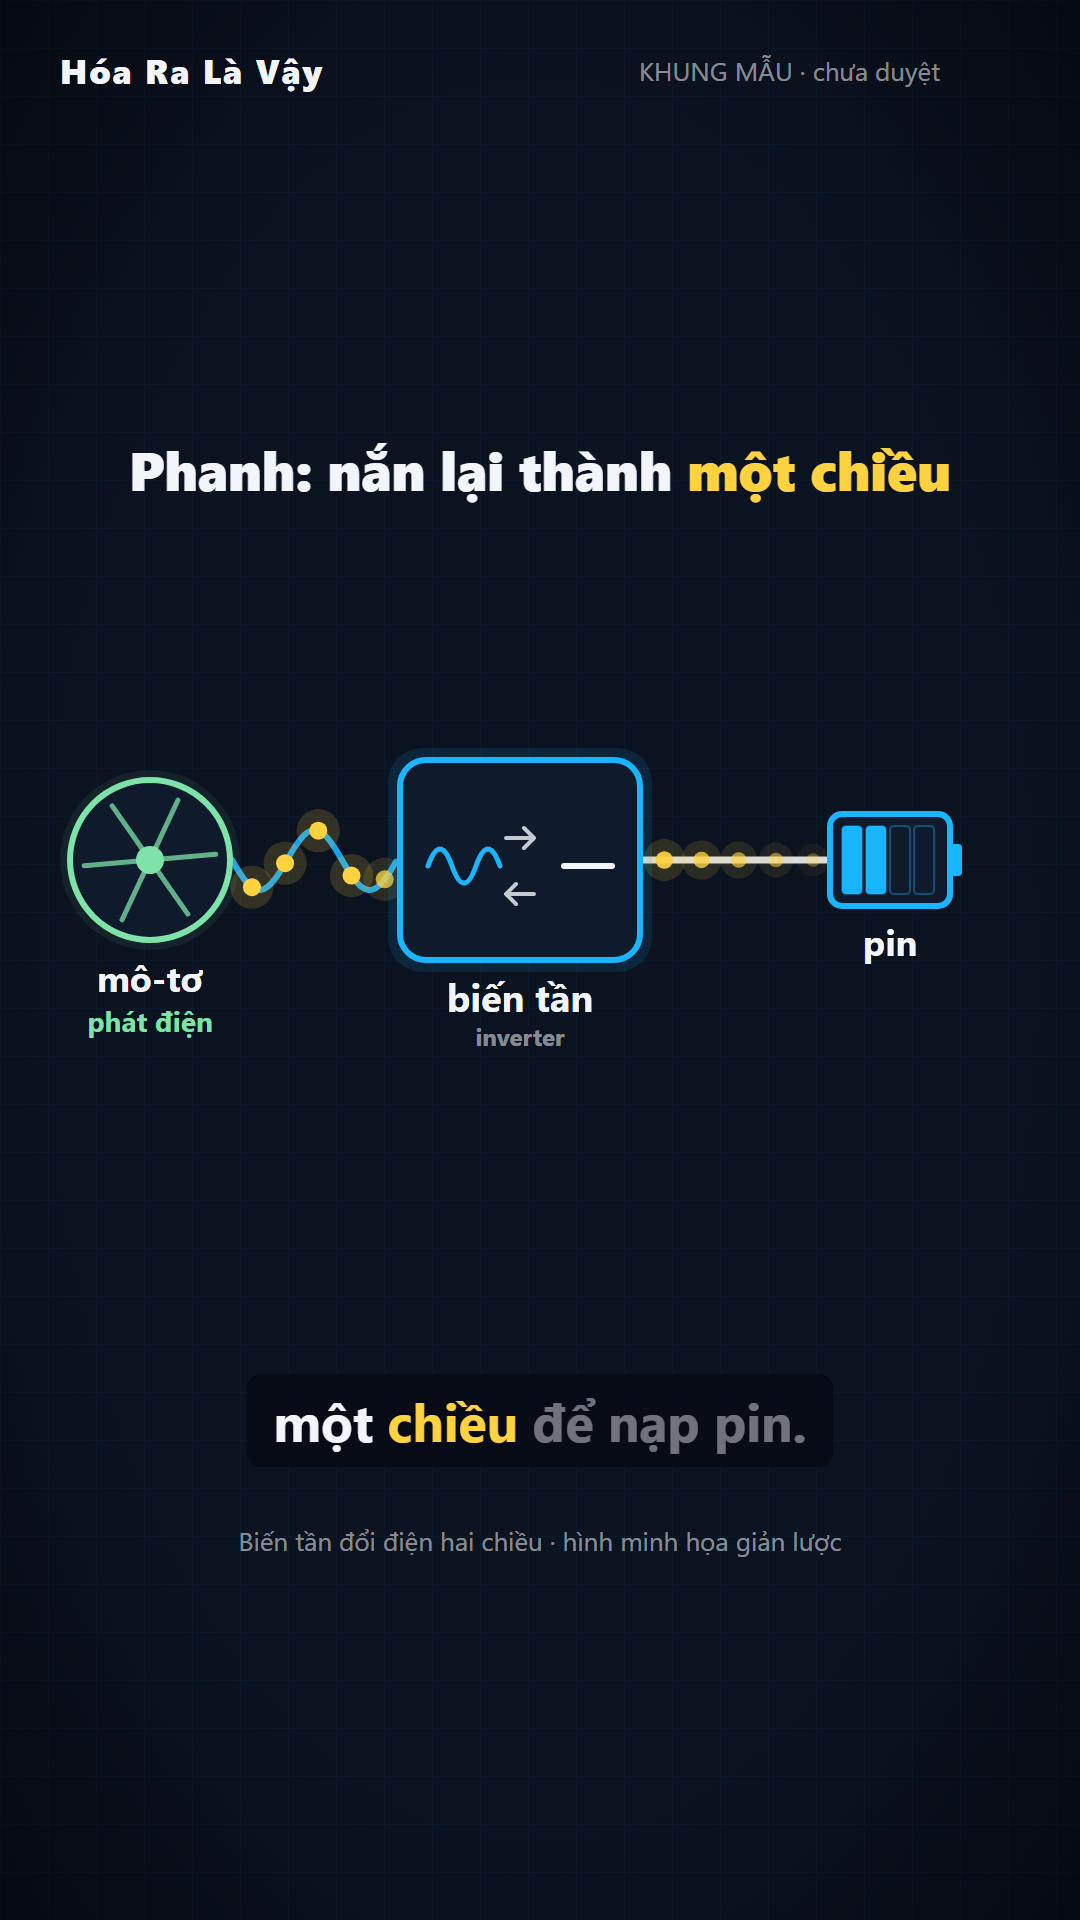 Hóa Ra Là Vậy
KHUNG MẪU · chưa duyệt
Phanh: nắn lại thành một chiều
mô-tơ
phát điện
biến tần
inverter
pin
một chiều để nạp pin.
Biến tần đổi điện hai chiều · hình minh họa giản lược